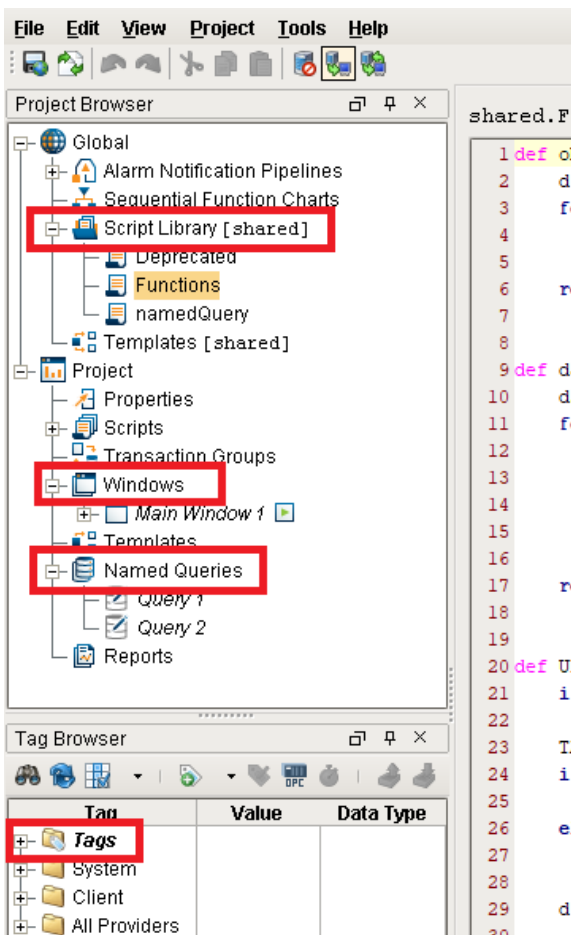 File Edit View Project Tools Help
Project Browser
Global
Alarm Notification Pipelines
Sequential Function Charts
Script Library [shared]
Deprecated
Functions
namedQuery
Templates [shared]
Project
Properties
Scripts
Transaction Groups
Windows
Main Window 1
Templates
Named Queries
Query 1
Query 2
Reports
Tag Browser
OPC
Tag Value Data Type
Tags
System
Client
All Providers
shared.F
1 def o
2 d
3 f
4
5
6 r
7
8
9 def d
10 d
11 f
12
13
14
15
16
17 r
18
19
20 def U
21 i
22
23 T
24 i
25
26 e
27
28
29 d
30